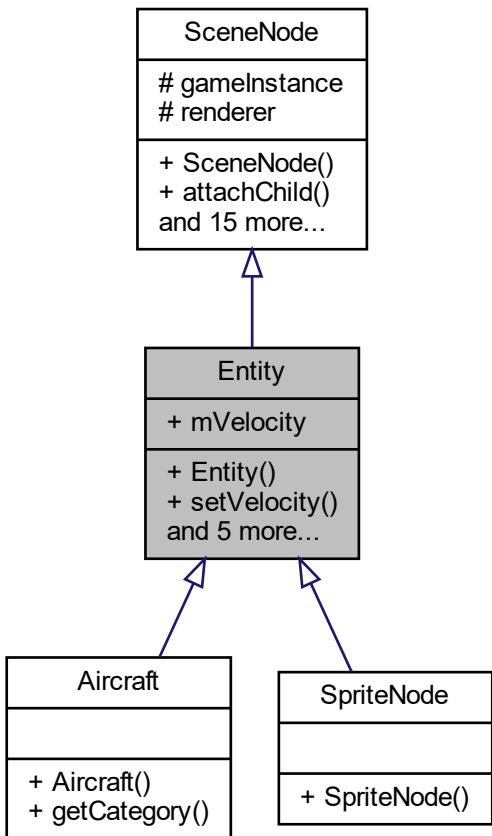 SceneNode
# gameInstance
# renderer
+ SceneNode()
+ attachChild()
and 15 more...
Entity
+ mVelocity
+ Entity()
+ setVelocity()
and 5 more...
Aircraft
+ Aircraft()
+ getCategory()
SpriteNode
+ SpriteNode()